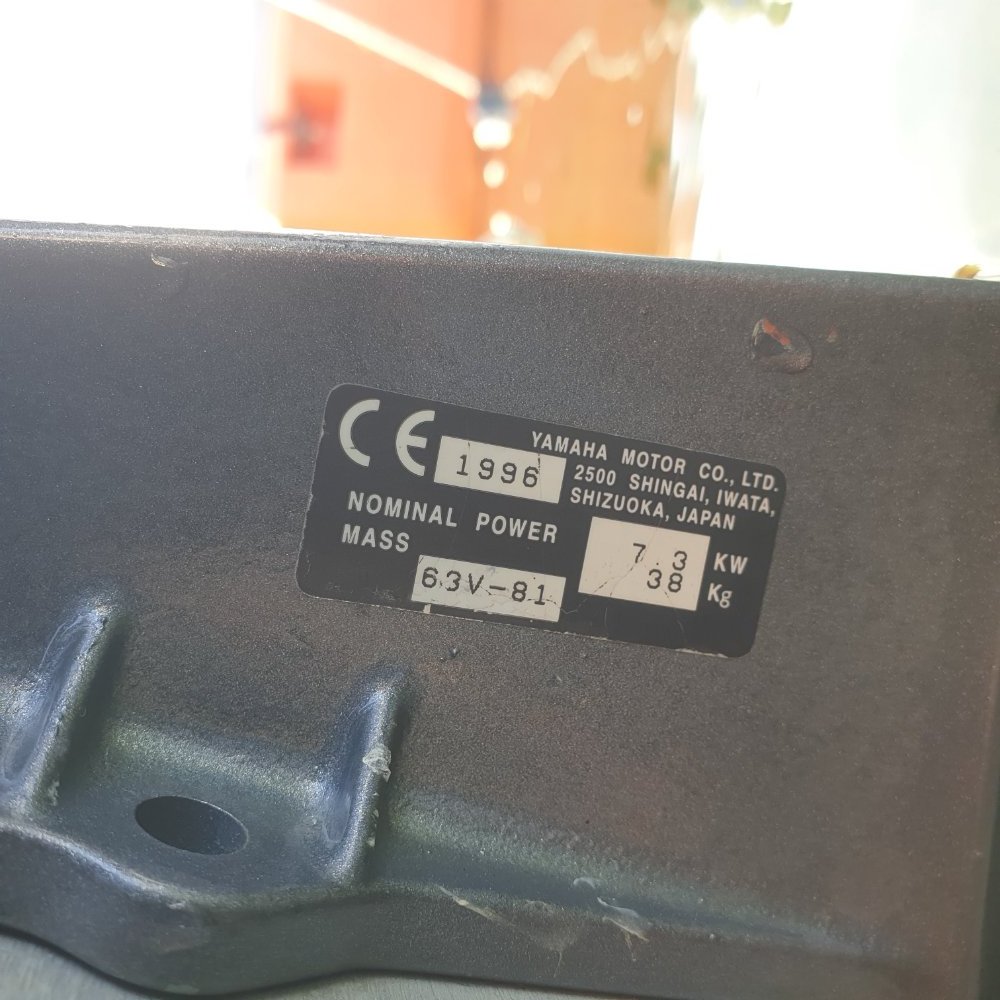 CE 1996 YAMAHA MOTOR CO., LTD.
2500 SHINGAI, IWATA,
SHIZUOKA, JAPAN
NOMINAL POWER 7.3 KW
MASS 38 Kg
63V-81